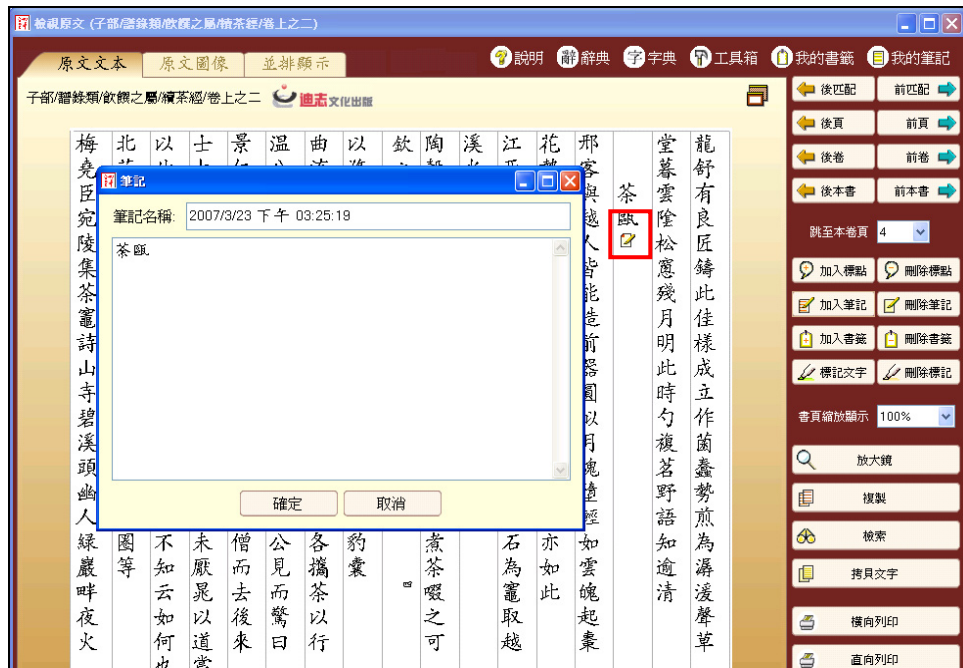 檢視原文 (子部/譜錄類/飲饌之屬/續茶經/卷上之二)
原文文本 原文圖像 並排顯示
說明 辭 辭典 字 字典 工具箱 我的書籤 我的筆記
子部/譜錄類/飲饌之屬/續茶經/卷上之二 迪志文化出版
龍舒有良匠鑄此佳様成立作菌蠢勢煎為潺湲聲草
堂暮雲陰松窻殘月明此時勺複茗野語知逾清
茶甌
邢客與越人皆能造前器圓似月魂墮輕如雲魄起棗
花 亦如此
江 石為竈取越
溪
陶 煮茶啜之可
欽 四
以 豹囊
曲 各攜茶以行
温 公見而驚曰
景 僧而去後來
士 未厭晁以道
以 不知云如何
北 圏等
梅堯臣宛陵集茶竈詩山寺碧溪頭幽人緑巖畔夜火
筆記
筆記名稱: 2007/3/23 下午 03:25:19
茶甌
確定 取消
後匹配 前匹配
後頁 前頁
後卷 前卷
後本書 前本書
跳至本卷頁 4
加入標點 刪除標點
加入筆記 刪除筆記
加入書籤 刪除書籤
標記文字 刪除標記
書頁縮放顯示 100%
放大鏡
複製
檢索
拷貝文字
橫向列印
直向列印